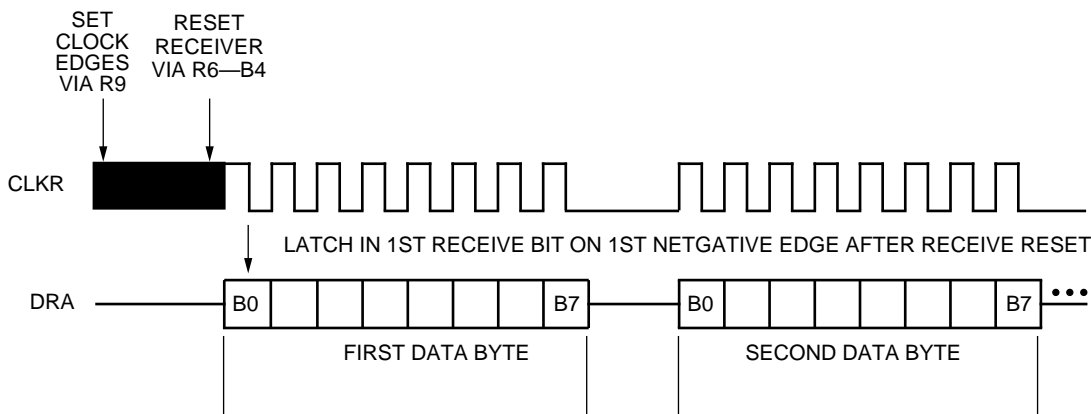 SET
CLOCK
EDGES
VIA R9
RESET
RECEIVER
VIA R6—B4
CLKR
LATCH IN 1ST RECEIVE BIT ON 1ST NETGATIVE EDGE AFTER RECEIVE RESET
DRA
B0
B7
B0
B7
FIRST DATA BYTE
SECOND DATA BYTE